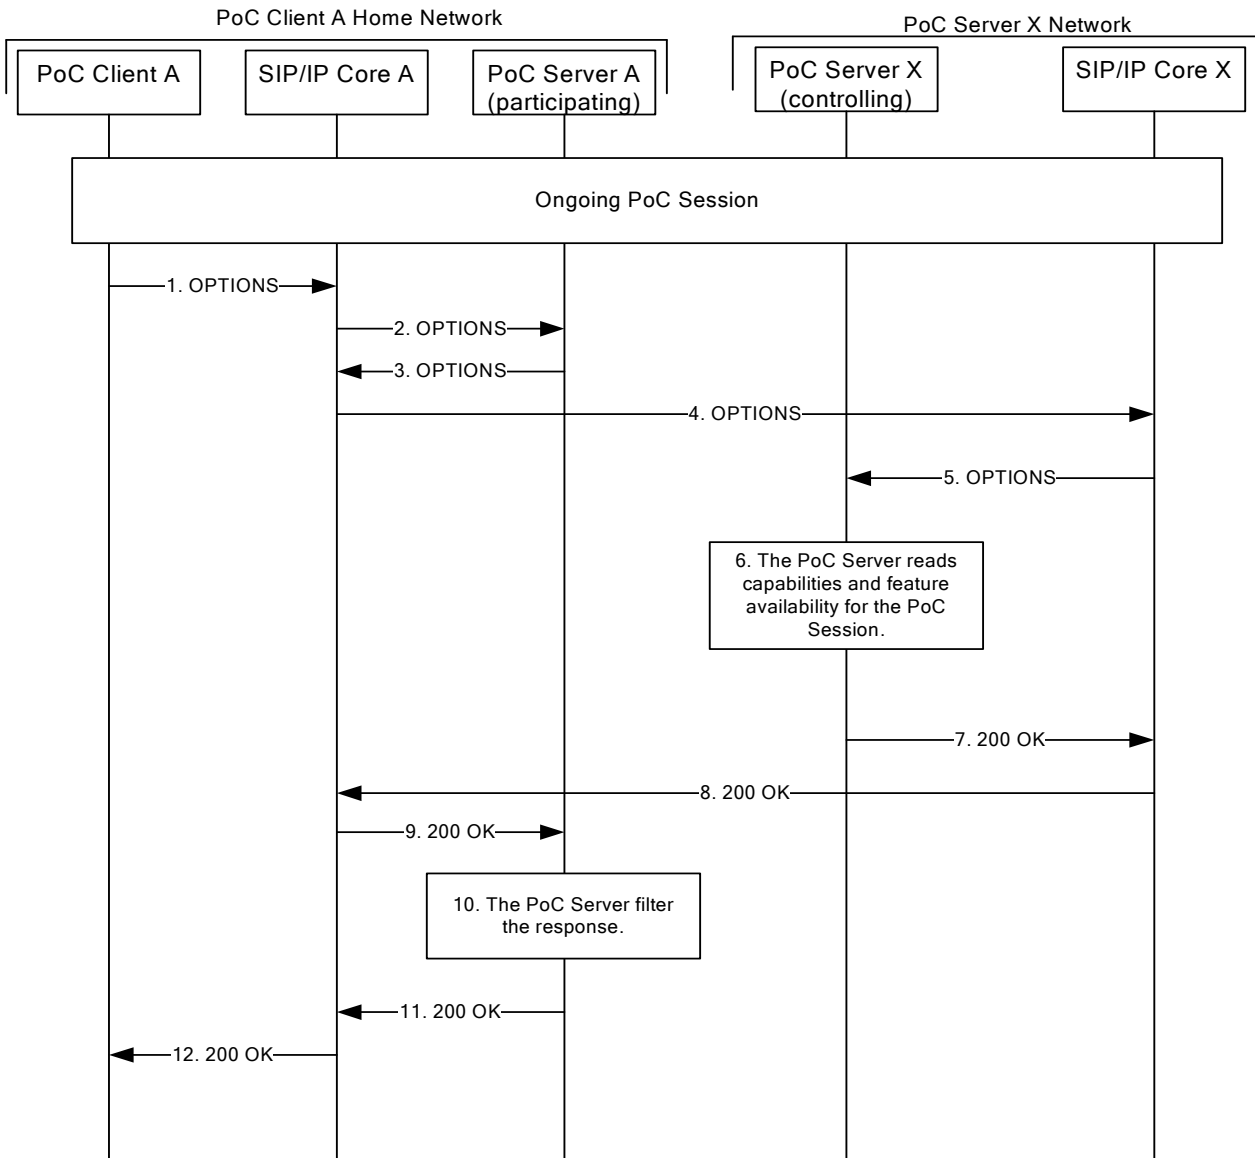 PoC Client A Home Network
PoC Server X Network
PoC Client A
SIP/IP Core A
PoC Server A
(participating)
PoC Server X
(controlling)
SIP/IP Core X
Ongoing PoC Session
1. OPTIONS
2. OPTIONS
3. OPTIONS
4. OPTIONS
5. OPTIONS
6. The PoC Server reads
capabilities and feature
availability for the PoC
Session.
7. 200 OK
8. 200 OK
9. 200 OK
10. The PoC Server filter
the response.
11. 200 OK
12. 200 OK